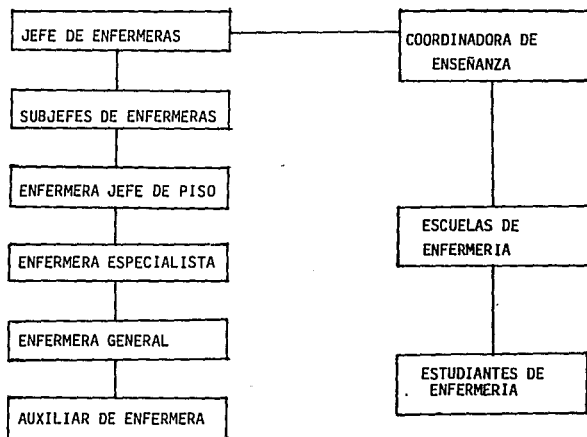 JEFE DE ENFERMERAS
COORDINADORA DE
ENSEÑANZA
SUBJEFES DE ENFERMERAS
ENFERMERA JEFE DE PISO
ENFERMERA ESPECIALISTA
ENFERMERA GENERAL
AUXILIAR DE ENFERMERA
ESCUELAS DE
ENFERMERIA
ESTUDIANTES DE
ENFERMERIA